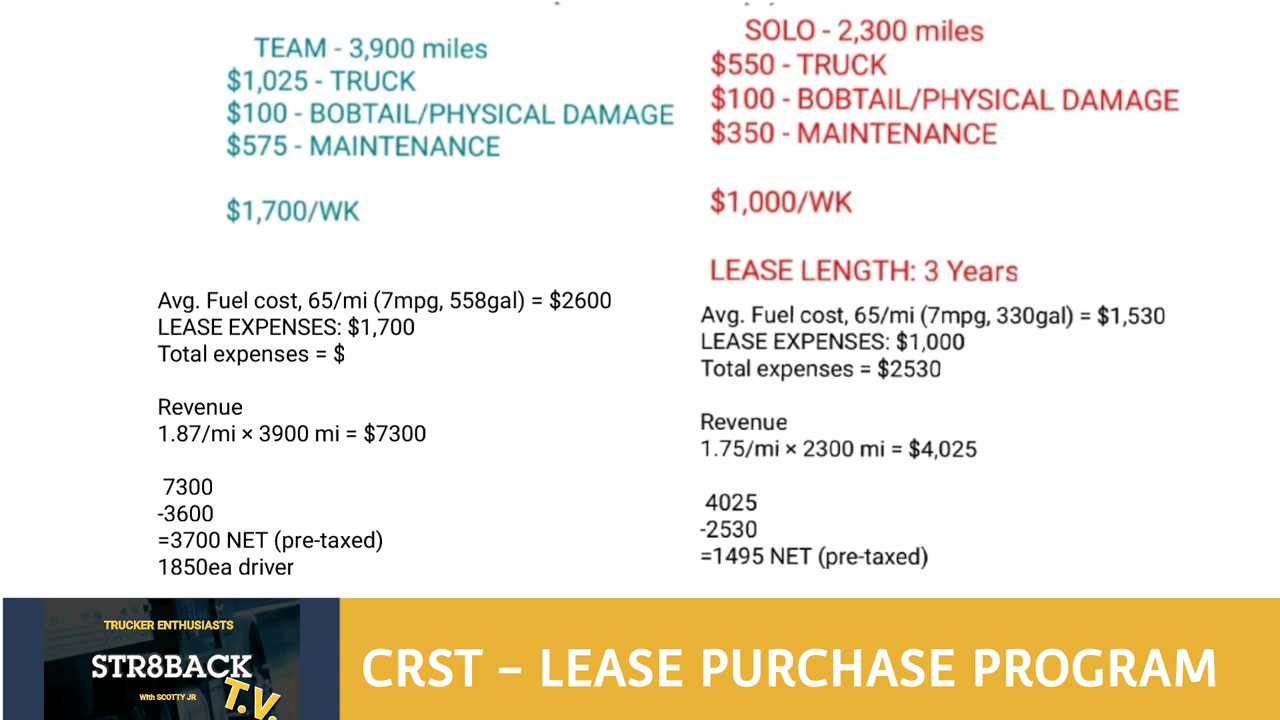 TEAM - 3,900 miles
$1,025 - TRUCK
$100 - BOBTAIL/PHYSICAL DAMAGE
$575 - MAINTENANCE
$1,700/WK
Avg. Fuel cost, 65/mi (7mpg, 558gal) = $2600
LEASE EXPENSES: $1,700
Total expenses = $
Revenue
1.87/mi × 3900 mi = $7300
7300
-3600
=3700 NET (pre-taxed)
1850ea driver
SOLO - 2,300 miles
$550 - TRUCK
$100 - BOBTAIL/PHYSICAL DAMAGE
$350 - MAINTENANCE
$1,000/WK
LEASE LENGTH: 3 Years
Avg. Fuel cost, 65/mi (7mpg, 330gal) = $1,530
LEASE EXPENSES: $1,000
Total expenses = $2530
Revenue
1.75/mi × 2300 mi = $4,025
4025
-2530
=1495 NET (pre-taxed)
TRUCKER ENTHUSIASTS
STR8BACK
T.V.
With SCOTTY JR
CRST – LEASE PURCHASE PROGRAM